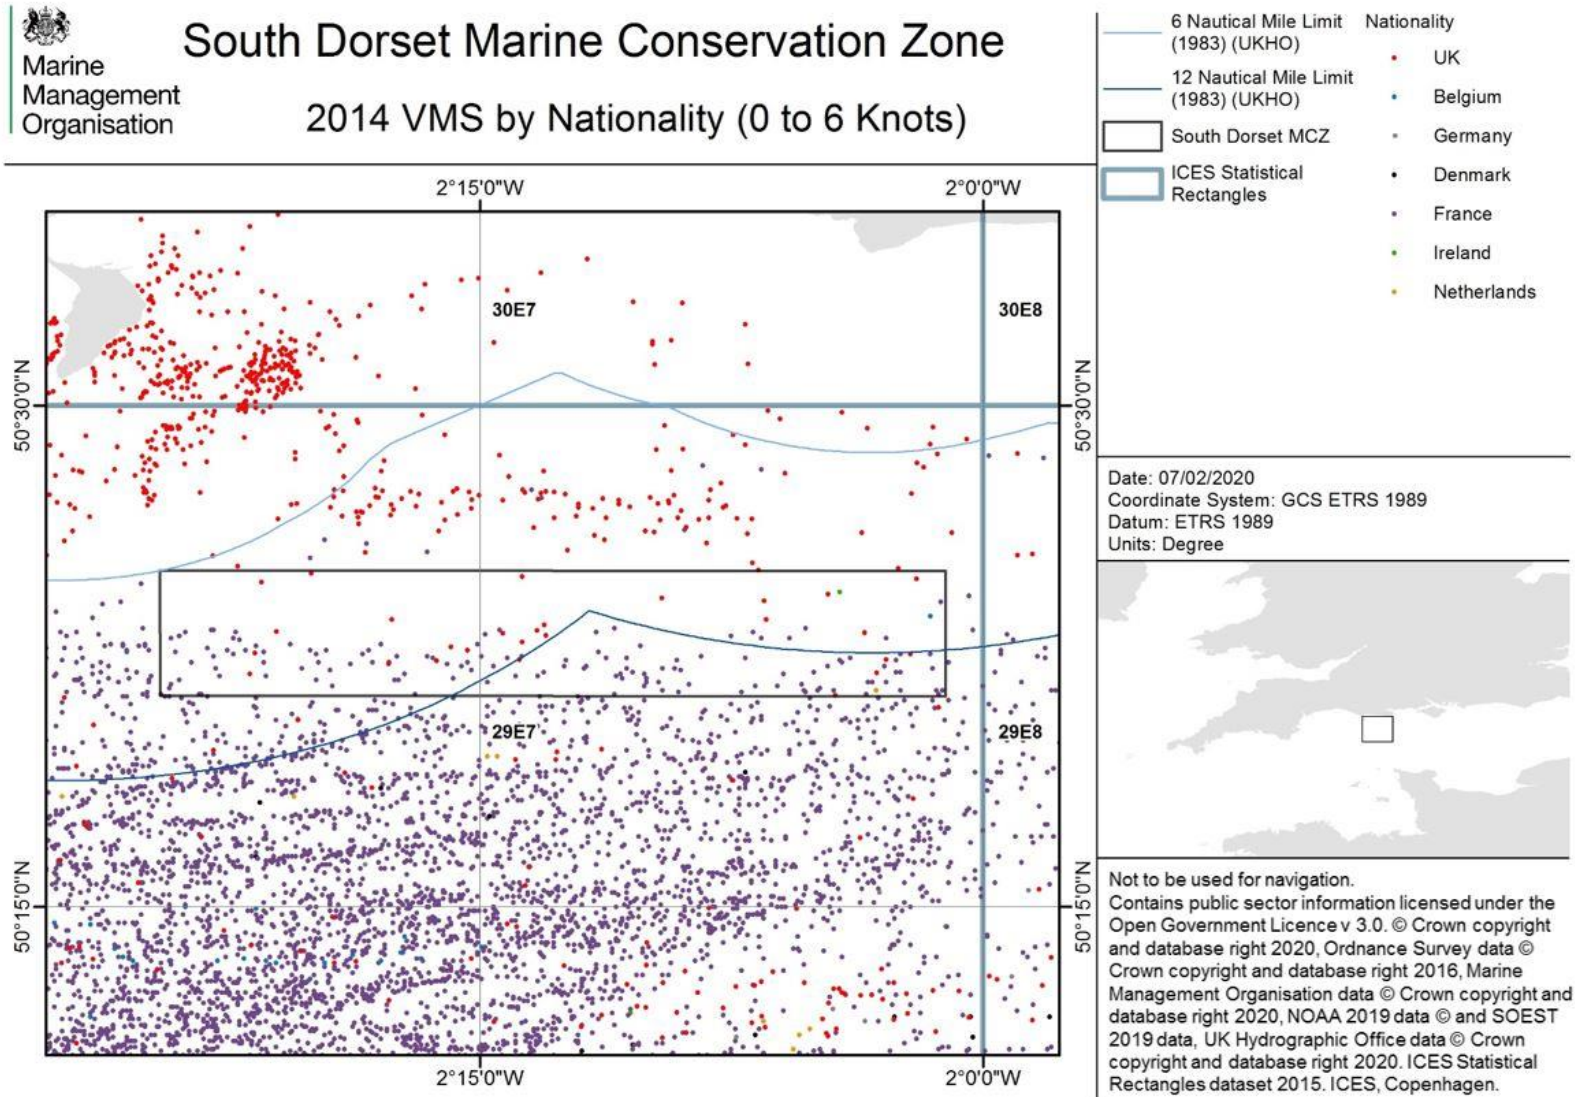 Marine
Management
Organisation
South Dorset Marine Conservation Zone
2014 VMS by Nationality (0 to 6 Knots)
6 Nautical Mile Limit
(1983) (UKHO)
12 Nautical Mile Limit
(1983) (UKHO)
South Dorset MCZ
ICES Statistical
Rectangles
Nationality
UK
Belgium
Germany
Denmark
France
Ireland
Netherlands
2°15'0"W
2°0'0"W
30E7
30E8
50°30'0"N
50°30'0"N
29E7
29E8
50°15'0"N
50°15'0"N
2°15'0"W
2°0'0"W
Date: 07/02/2020
Coordinate System: GCS ETRS 1989
Datum: ETRS 1989
Units: Degree
Not to be used for navigation.
Contains public sector information licensed under the
Open Government Licence v 3.0. © Crown copyright
and database right 2020, Ordnance Survey data ©
Crown copyright and database right 2016, Marine
Management Organisation data © Crown copyright and
database right 2020, NOAA 2019 data © and SOEST
2019 data, UK Hydrographic Office data © Crown
copyright and database right 2020. ICES Statistical
Rectangles dataset 2015. ICES, Copenhagen.